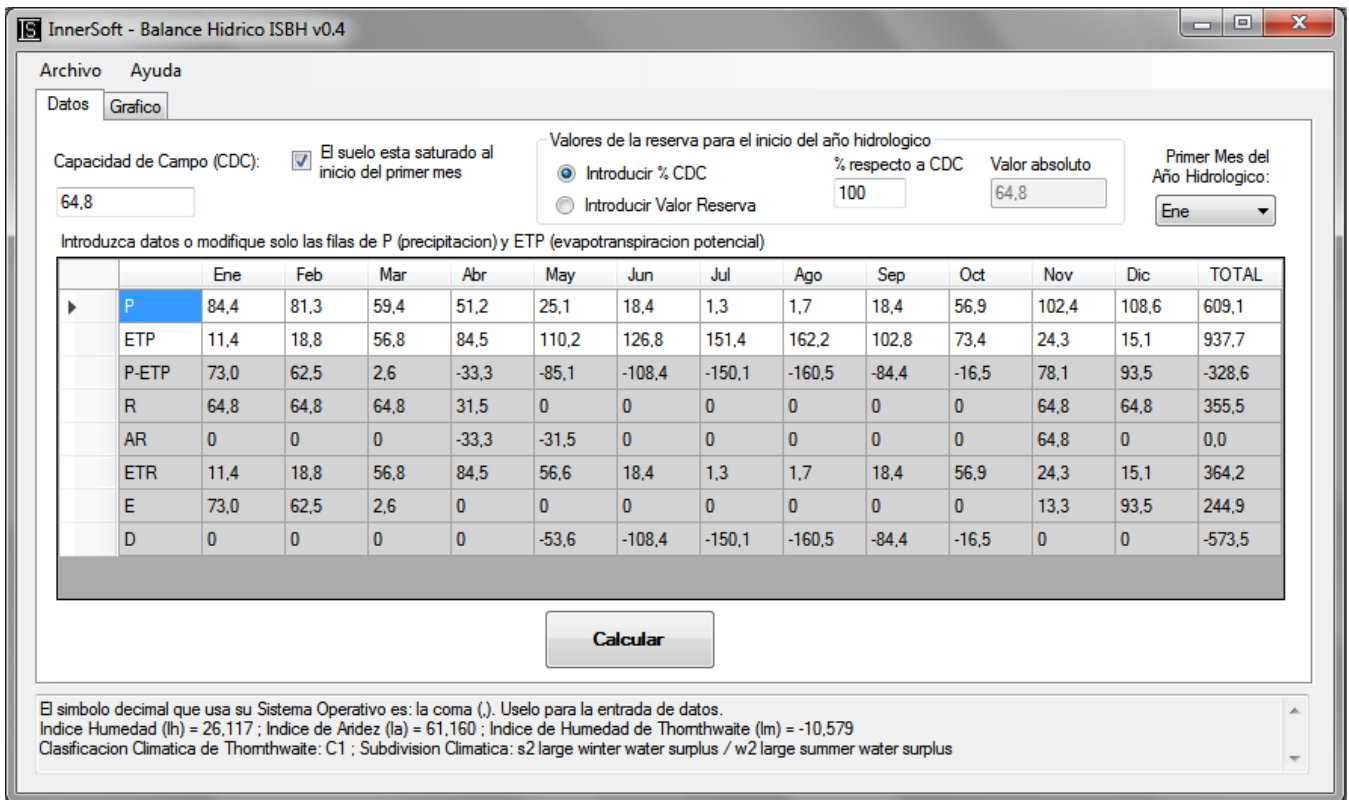 InnerSoft - Balance Hidrico ISBH v0.4
Archivo Ayuda
Datos Grafico
Capacidad de Campo (CDC):
64,8
El suelo esta saturado al
inicio del primer mes
Valores de la reserva para el inicio del año hidrologico
Introducir % CDC
Introducir Valor Reserva
% respecto a CDC
100
Valor absoluto
64,8
Primer Mes del
Año Hidrologico:
Ene
Introduzca datos o modifique solo las filas de P (precipitacion) y ETP (evapotranspiracion potencial)
Ene Feb Mar Abr May Jun Jul Ago Sep Oct Nov Dic TOTAL
P 84,4 81,3 59,4 51,2 25,1 18,4 1,3 1,7 18,4 56,9 102,4 108,6 609,1
ETP 11,4 18,8 56,8 84,5 110,2 126,8 151,4 162,2 102,8 73,4 24,3 15,1 937,7
P-ETP 73,0 62,5 2,6 -33,3 -85,1 -108,4 -150,1 -160,5 -84,4 -16,5 78,1 93,5 -328,6
R 64,8 64,8 64,8 31,5 0 0 0 0 0 0 64,8 64,8 355,5
AR 0 0 0 -33,3 -31,5 0 0 0 0 0 64,8 0 0,0
ETR 11,4 18,8 56,8 84,5 56,6 18,4 1,3 1,7 18,4 56,9 24,3 15,1 364,2
E 73,0 62,5 2,6 0 0 0 0 0 0 0 13,3 93,5 244,9
D 0 0 0 0 -53,6 -108,4 -150,1 -160,5 -84,4 -16,5 0 0 -573,5
Calcular
El simbolo decimal que usa su Sistema Operativo es: la coma (,). Uselo para la entrada de datos.
Indice Humedad (Ih) = 26,117 ; Indice de Aridez (Ia) = 61,160 ; Indice de Humedad de Thornthwaite (Im) = -10,579
Clasificacion Climatica de Thornthwaite: C1 ; Subdivision Climatica: s2 large winter water surplus / w2 large summer water surplus